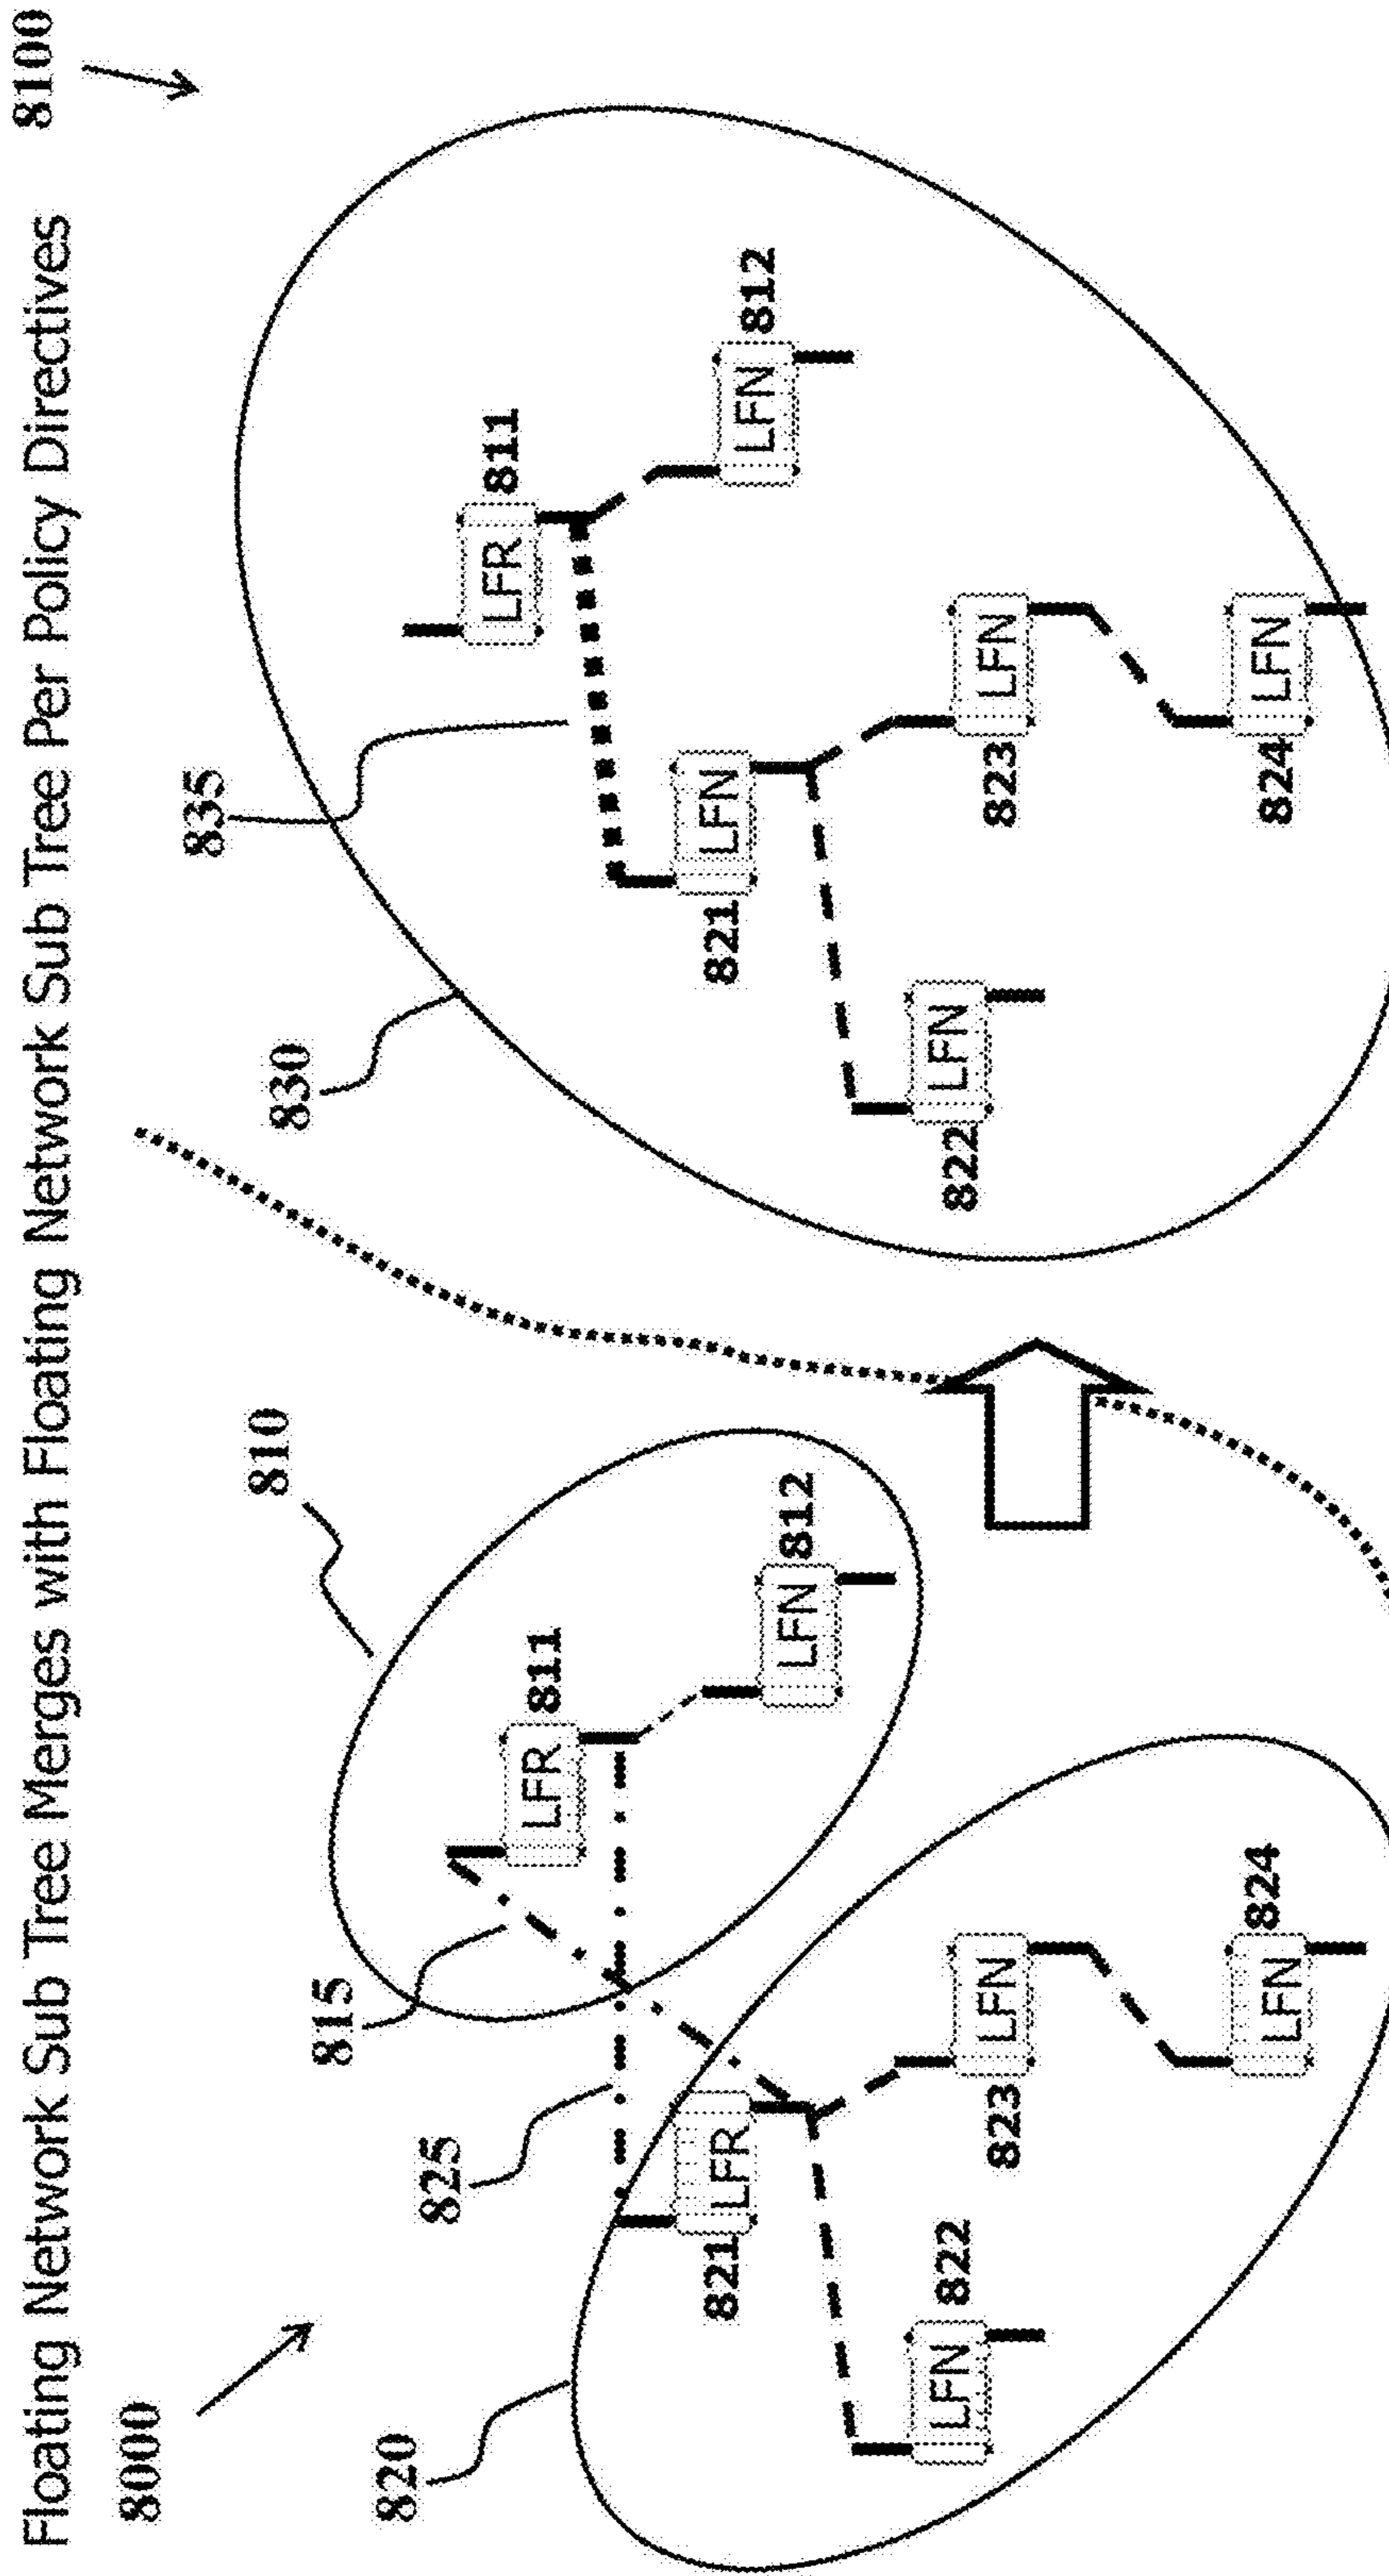 Floating Network Sub Tree Merges with Floating Network Sub Tree Per Policy Directives
8000
8100
820
825
815
810
821
LFR
LFR
811
822
LFN
823
LFN
LFN
812
824
LFN
830
835
LFR
811
821
LFN
LFN
812
822
LFN
823
LFN
824
LFN